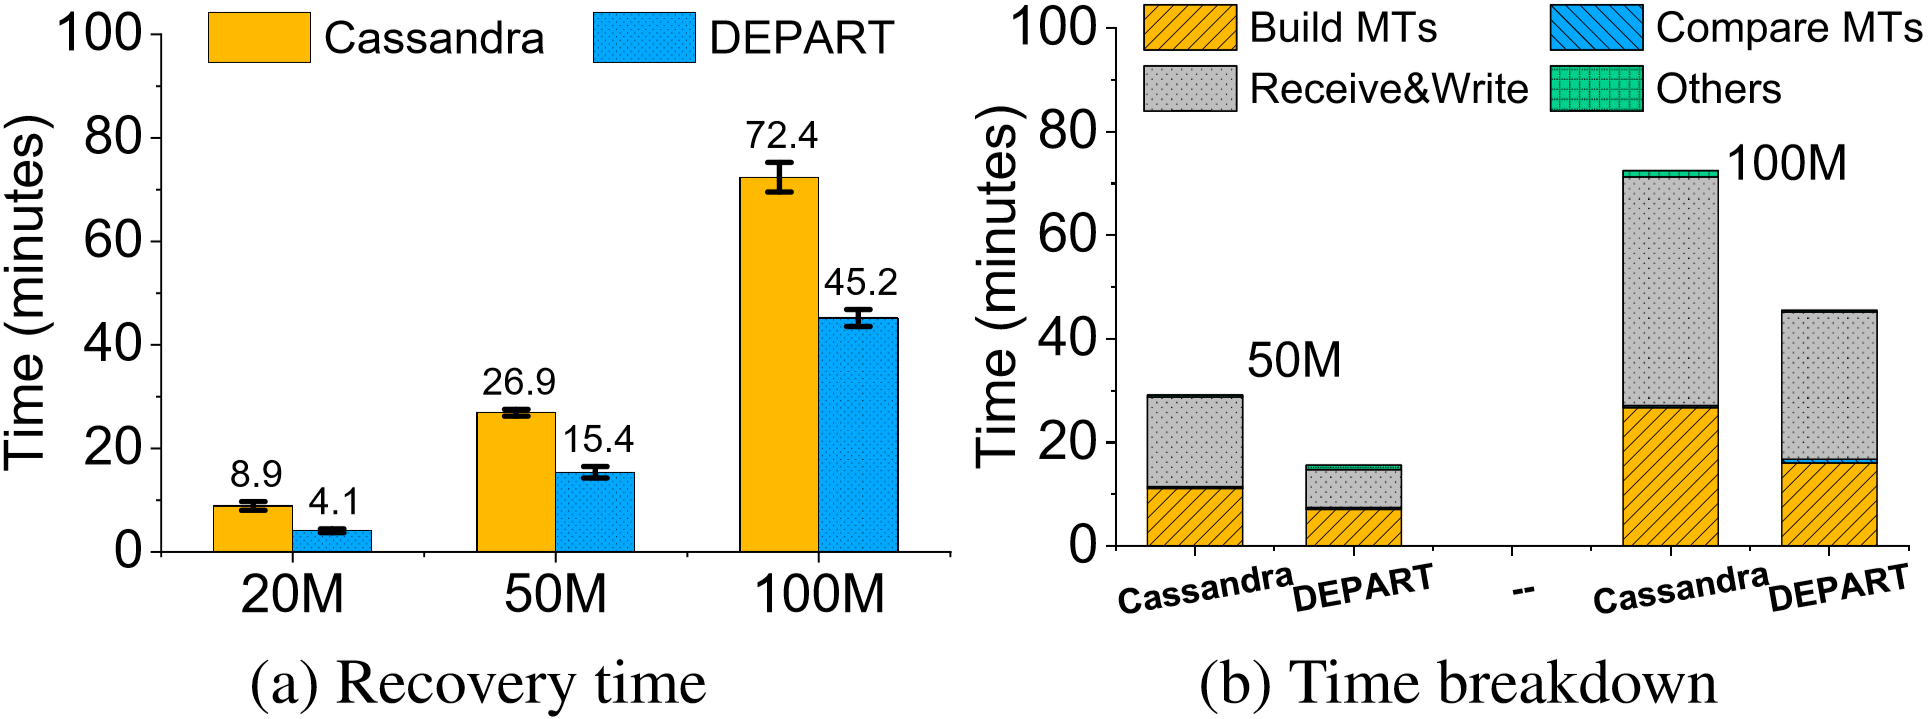 Cassandra DEPART
Time (minutes)
100
80
60
40
20
0
8.9
4.1
26.9
15.4
72.4
45.2
20M 50M 100M
(a) Recovery time
Build MTs Compare MTs
Receive&Write Others
Time (minutes)
100
80
60
40
20
0
50M
100M
Cassandra DEPART -- Cassandra DEPART
(b) Time breakdown